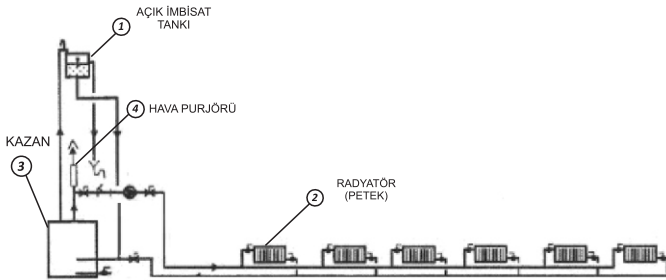 AÇIK İMBİSAT
TANKI
1
4
HAVA PURJÖRÜ
KAZAN
3
2
RADYATÖR
(PETEK)